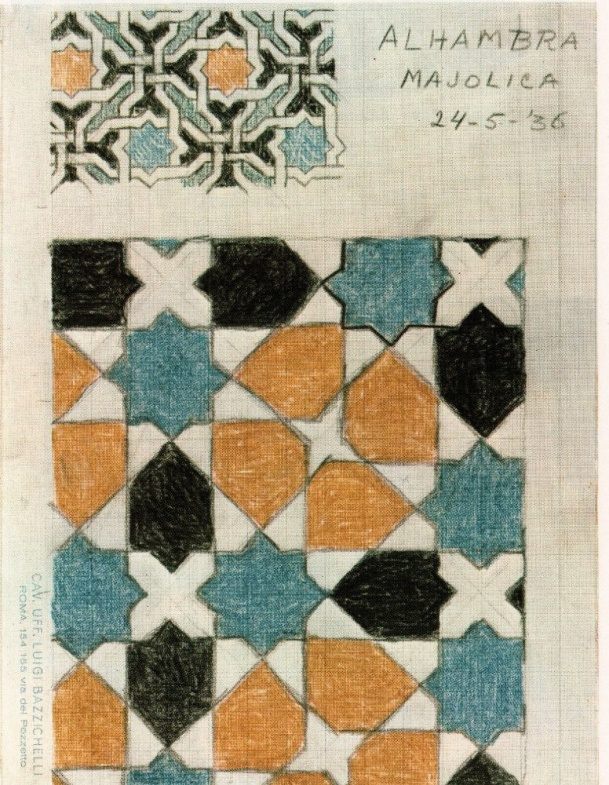 ALHAMBRA
MAJOLICA
24-5-'36
CAV. UFF. LUIGI BAZZICHELLI
ROMA, 154 155 via del Pozzetto